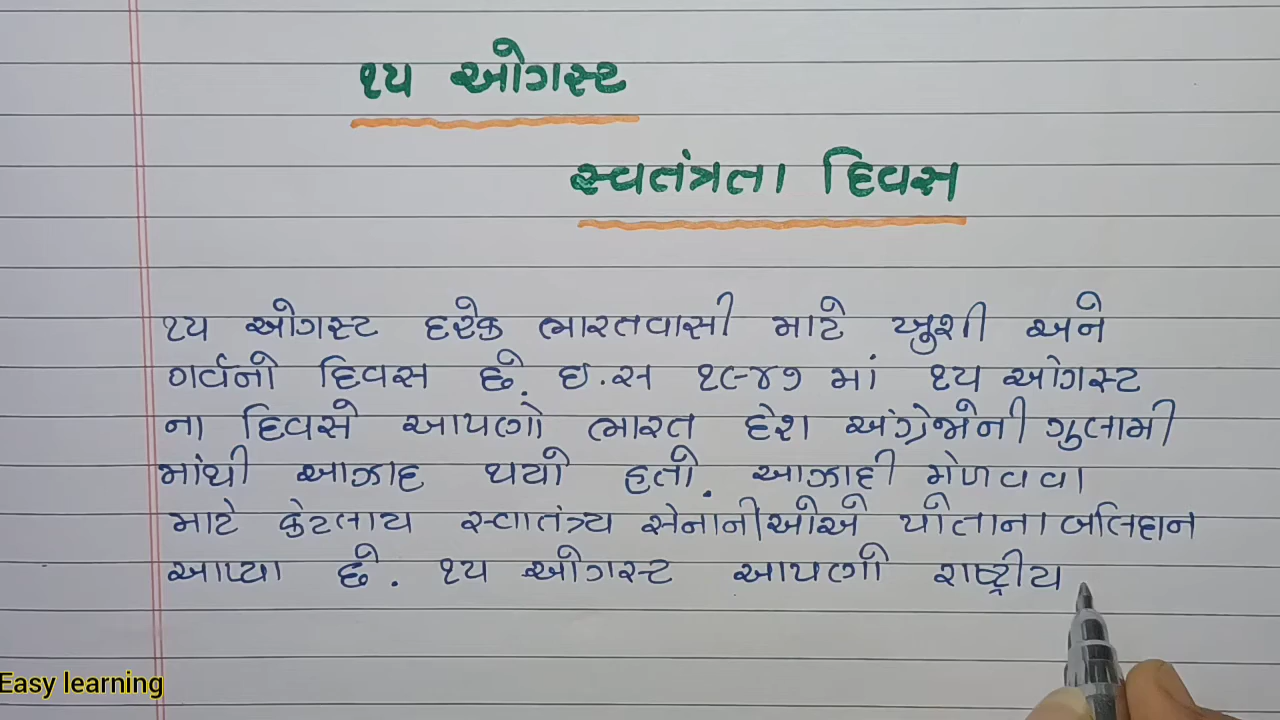 ૧૫ ઓગસ્ટ
સ્વતંત્રતા દિવસ
૧૫ ઓગસ્ટ દરેક ભારતવાસી માટે ખુશી અને
ગર્વનો દિવસ છે. ઇ.સ ૧૯૪૭ માં ૧૫ ઓગસ્ટ
ના દિવસે આપણો ભારત દેશ અંગ્રેજોની ગુલામી
માંથી આઝાદ થયો હતો. આઝાદી મેળવવા
માટે કેટલાય સ્વાતંત્ર્ય સેનાનીઓએ પોતાના બલિદાન
આપ્યા છે. ૧૫ ઓગસ્ટ આપણો રાષ્ટ્રીય
Easy learning